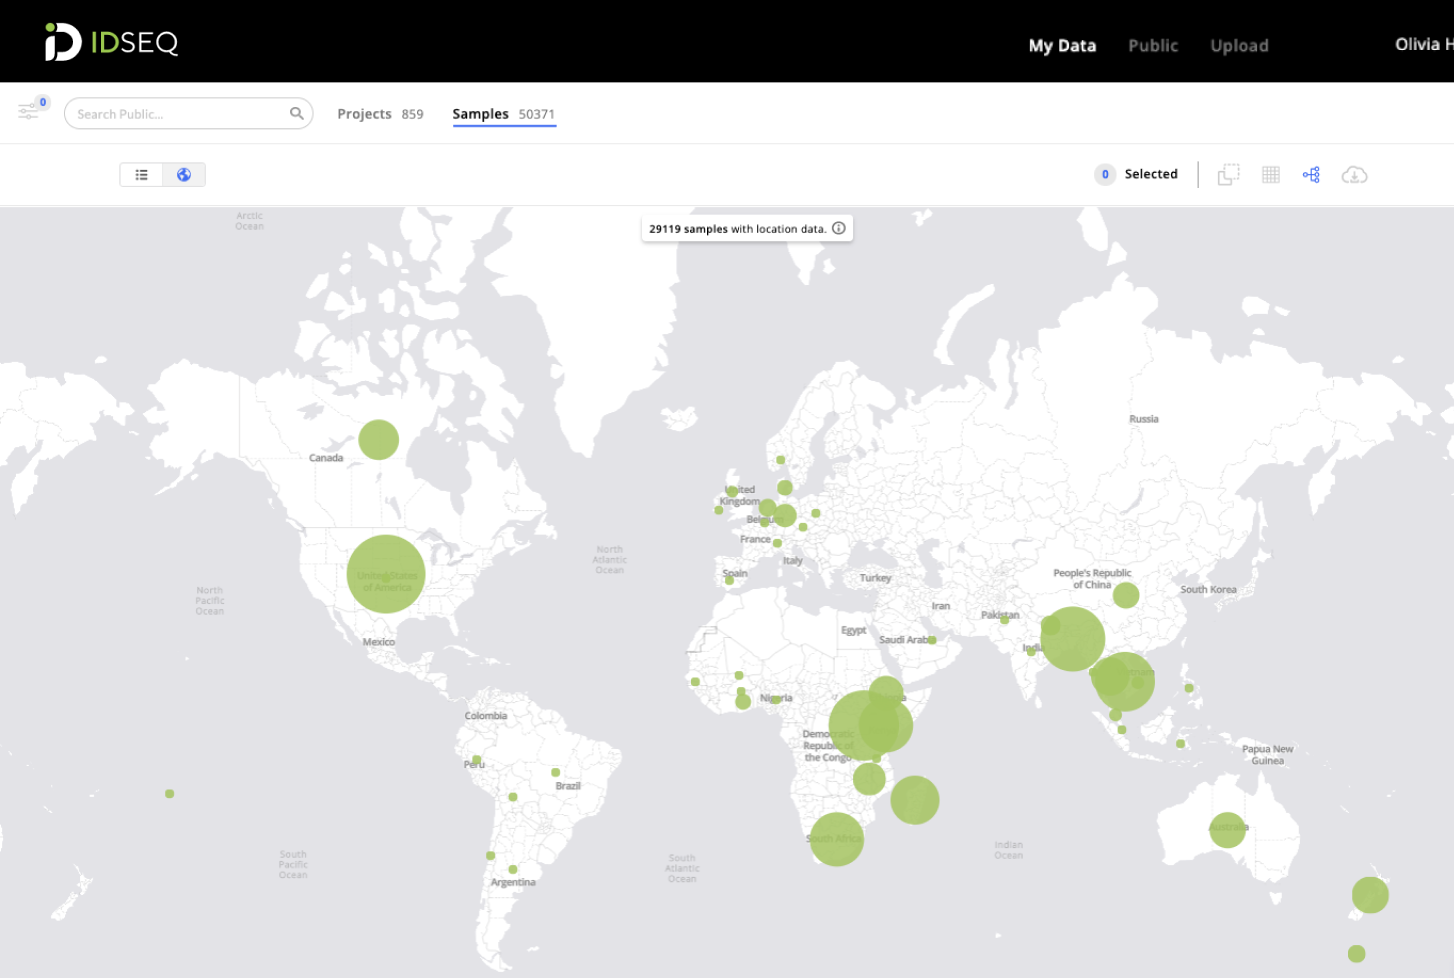 IDSEQ
My Data Public Upload Olivia H
0
Search Public...
Projects 859 Samples 50371
0 Selected
29119 samples with location data.
Arctic
Ocean
Russia
Canada
United
Kingdom
France
Italy
Spain
Turkey
North
Atlantic
Ocean
People's Republic
of China
South Korea
United States
of America
North
Pacific
Ocean
Iran
Pakistan
Egypt
Saudi Arab
India
Mexico
Nigeria
Colombia
Democratic
Republic of
the Congo
Papua New
Guinea
Peru
Brazil
South Africa
Australia
South
Pacific
Ocean
South
Atlantic
Ocean
Indian
Ocean
Argentina